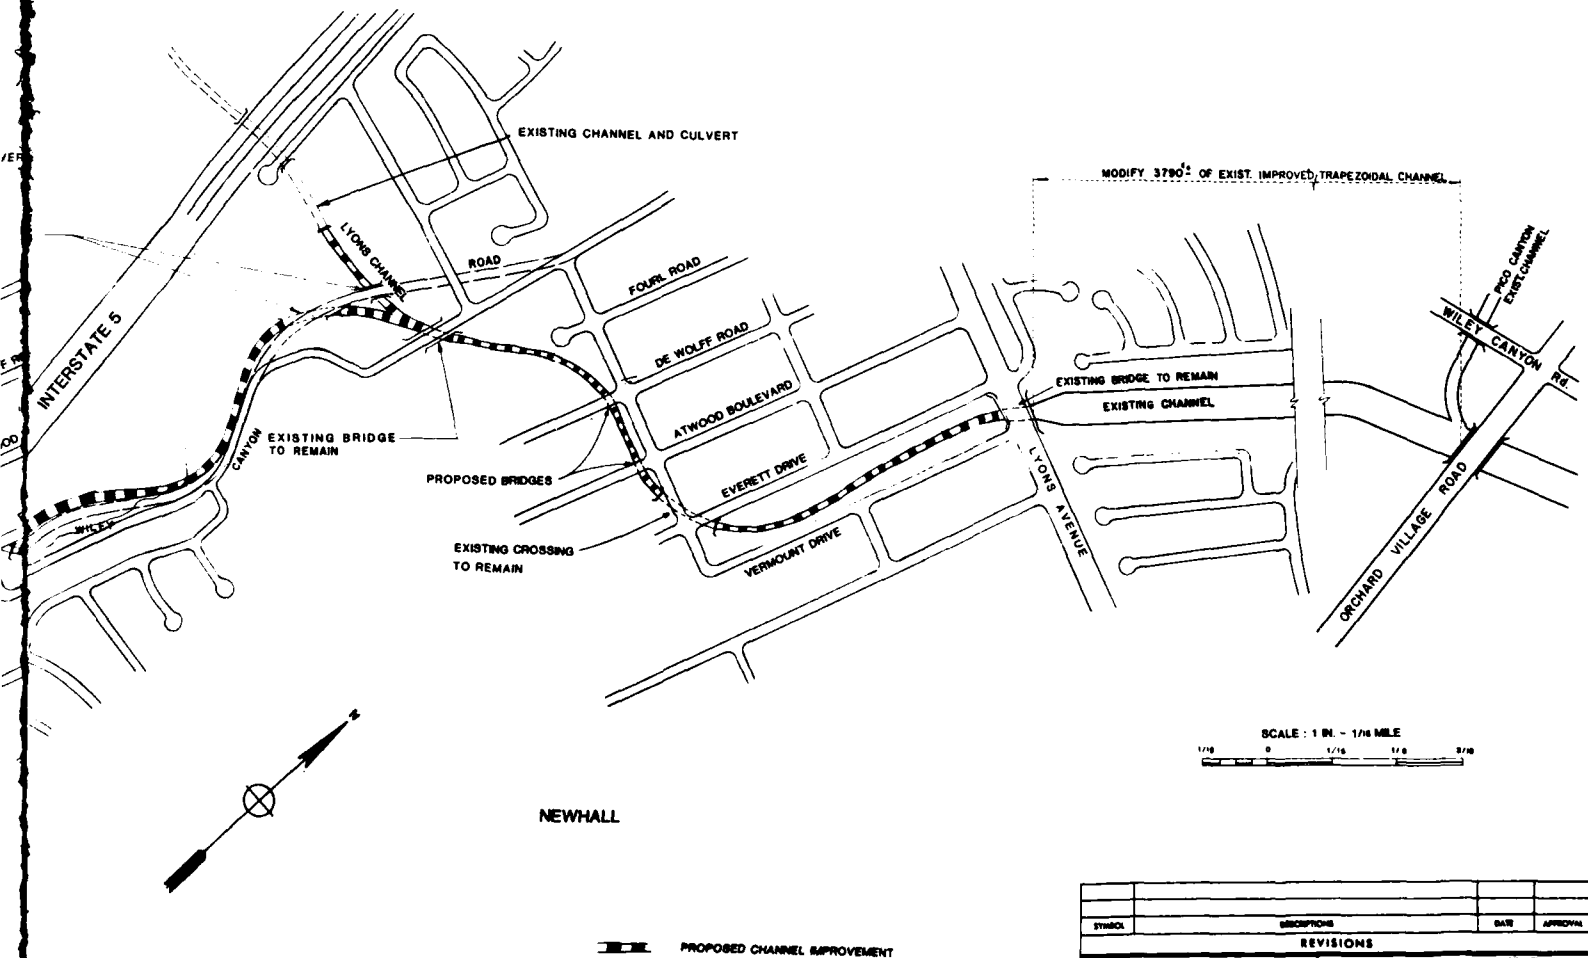 EXISTING CHANNEL AND CULVERT
MODIFY 3790'± OF EXIST. IMPROVED TRAPEZOIDAL CHANNEL
PICO CANYON
EXIST. CHANNEL
LYONS CHANNEL
ROAD
FOURL ROAD
INTERSTATE 5
WILEY CANYON Rd.
DE WOLFF ROAD
EXISTING BRIDGE TO REMAIN
EXISTING CHANNEL
ATWOOD BOULEVARD
EXISTING BRIDGE
TO REMAIN
CANYON
PROPOSED BRIDGES
EVERETT DRIVE
LYONS AVENUE
ORCHARD VILLAGE ROAD
WILEY
EXISTING CROSSING
TO REMAIN
VERMOUNT DRIVE
N
SCALE : 1 IN. - 1/16 MILE
1/16 0 1/16 1/8 3/16
NEWHALL
SYMBOL DESCRIPTIONS DATE APPROVAL
REVISIONS
PROPOSED CHANNEL IMPROVEMENT